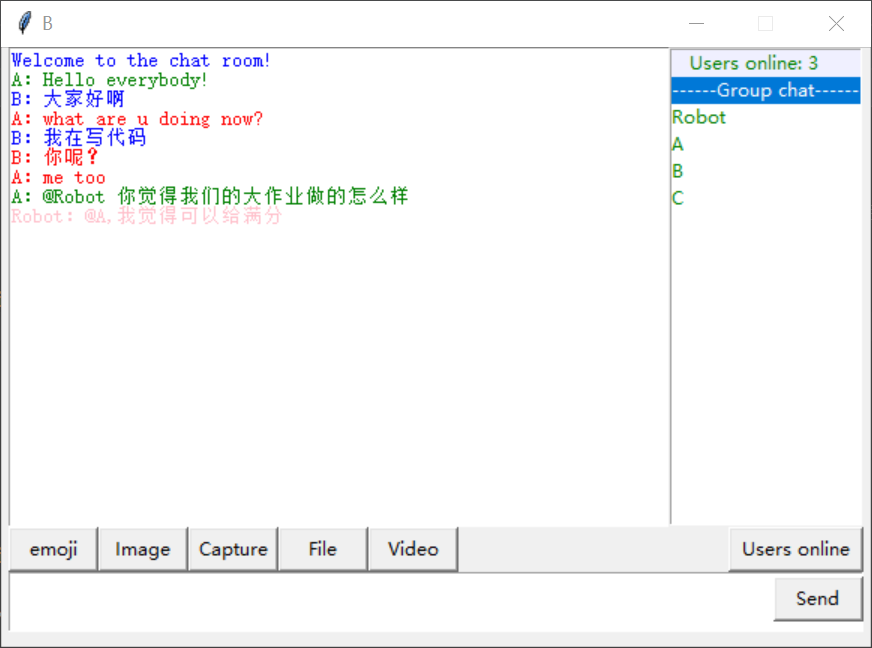 B
Welcome to the chat room!
A: Hello everybody!
B: 大家好啊
A: what are u doing now?
B: 我在写代码
B: 你呢？
A: me too
A: @Robot 你觉得我们的大作业做的怎么样
Robot: @A,我觉得可以给满分
Users online: 3
------Group chat------
Robot
A
B
C
emoji
Image
Capture
File
Video
Users online
Send